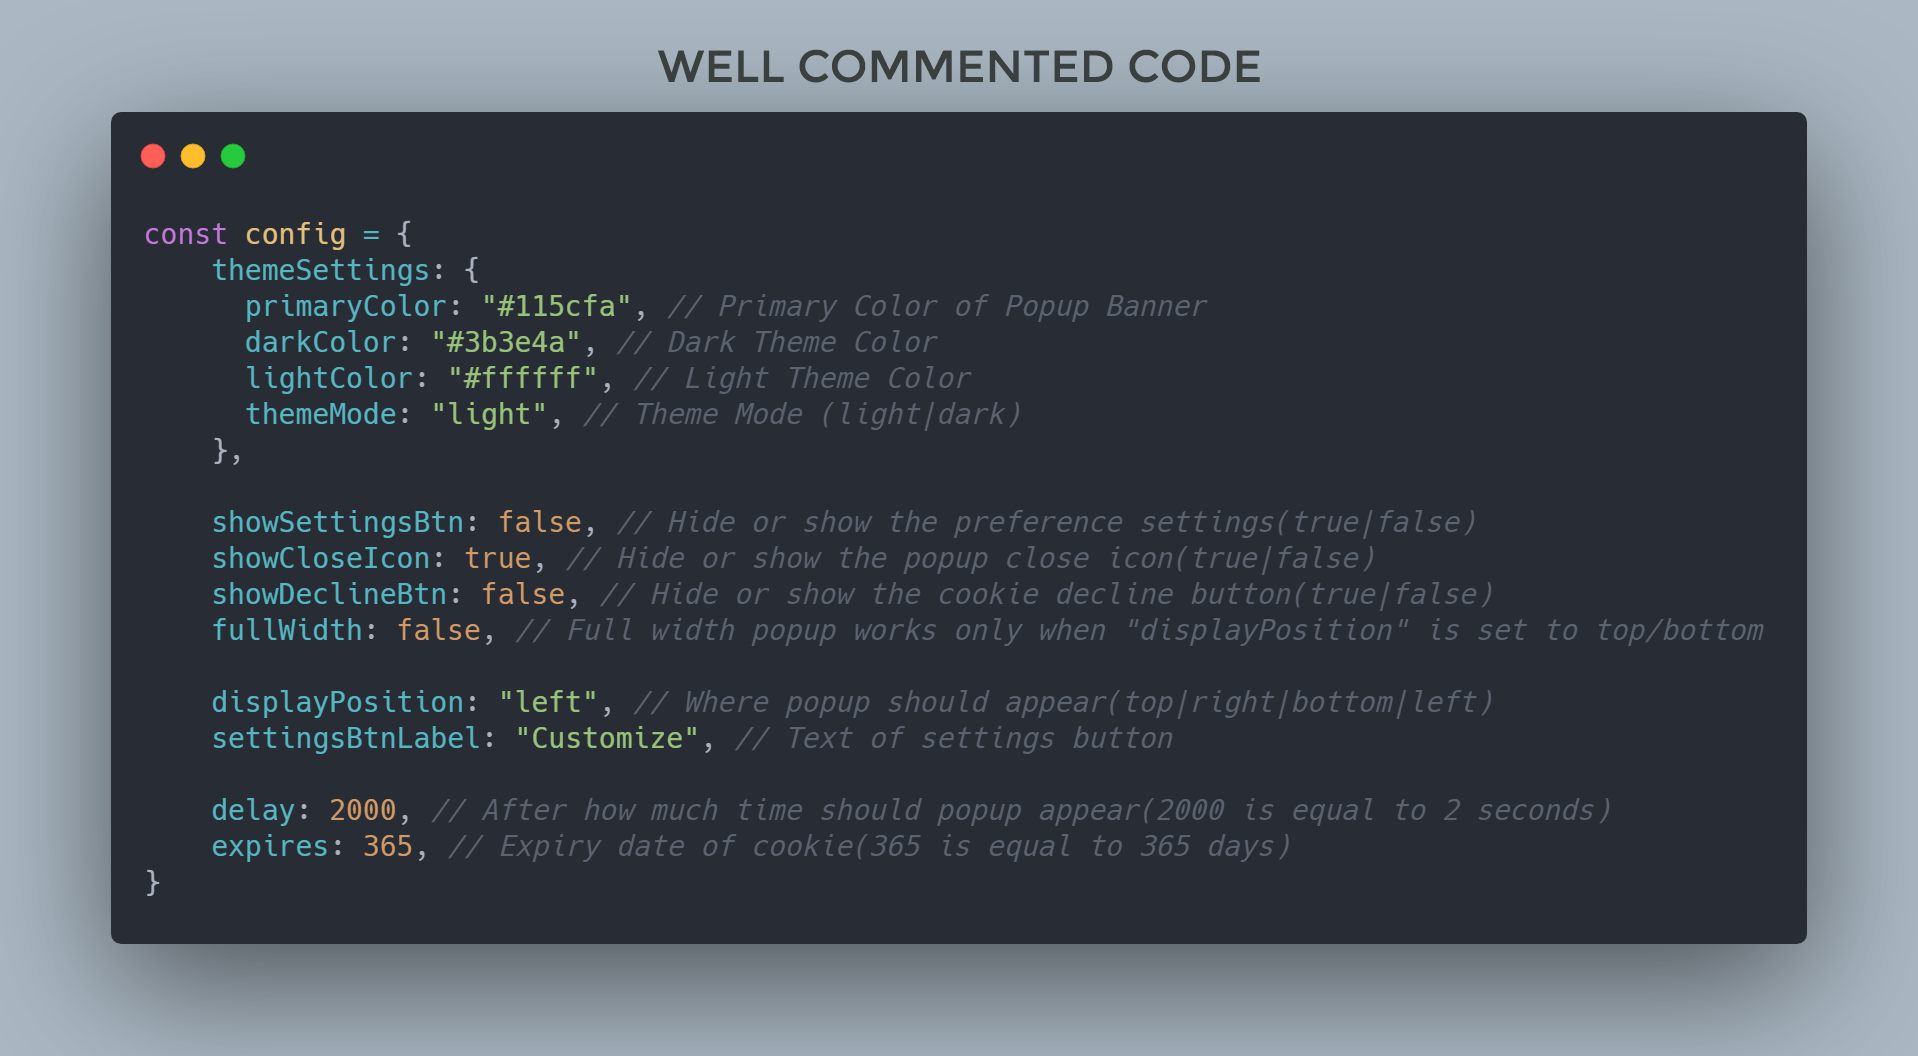 WELL COMMENTED CODE
const config = {
    themeSettings: {
      primaryColor: "#115cfa", // Primary Color of Popup Banner
      darkColor: "#3b3e4a", // Dark Theme Color
      lightColor: "#ffffff", // Light Theme Color
      themeMode: "light", // Theme Mode (light|dark)
    },
    showSettingsBtn: false, // Hide or show the preference settings(true|false)
    showCloseIcon: true, // Hide or show the popup close icon(true|false)
    showDeclineBtn: false, // Hide or show the cookie decline button(true|false)
    fullWidth: false, // Full width popup works only when "displayPosition" is set to top/bottom
    displayPosition: "left", // Where popup should appear(top|right|bottom|left)
    settingsBtnLabel: "Customize", // Text of settings button
    delay: 2000, // After how much time should popup appear(2000 is equal to 2 seconds)
    expires: 365, // Expiry date of cookie(365 is equal to 365 days)
}